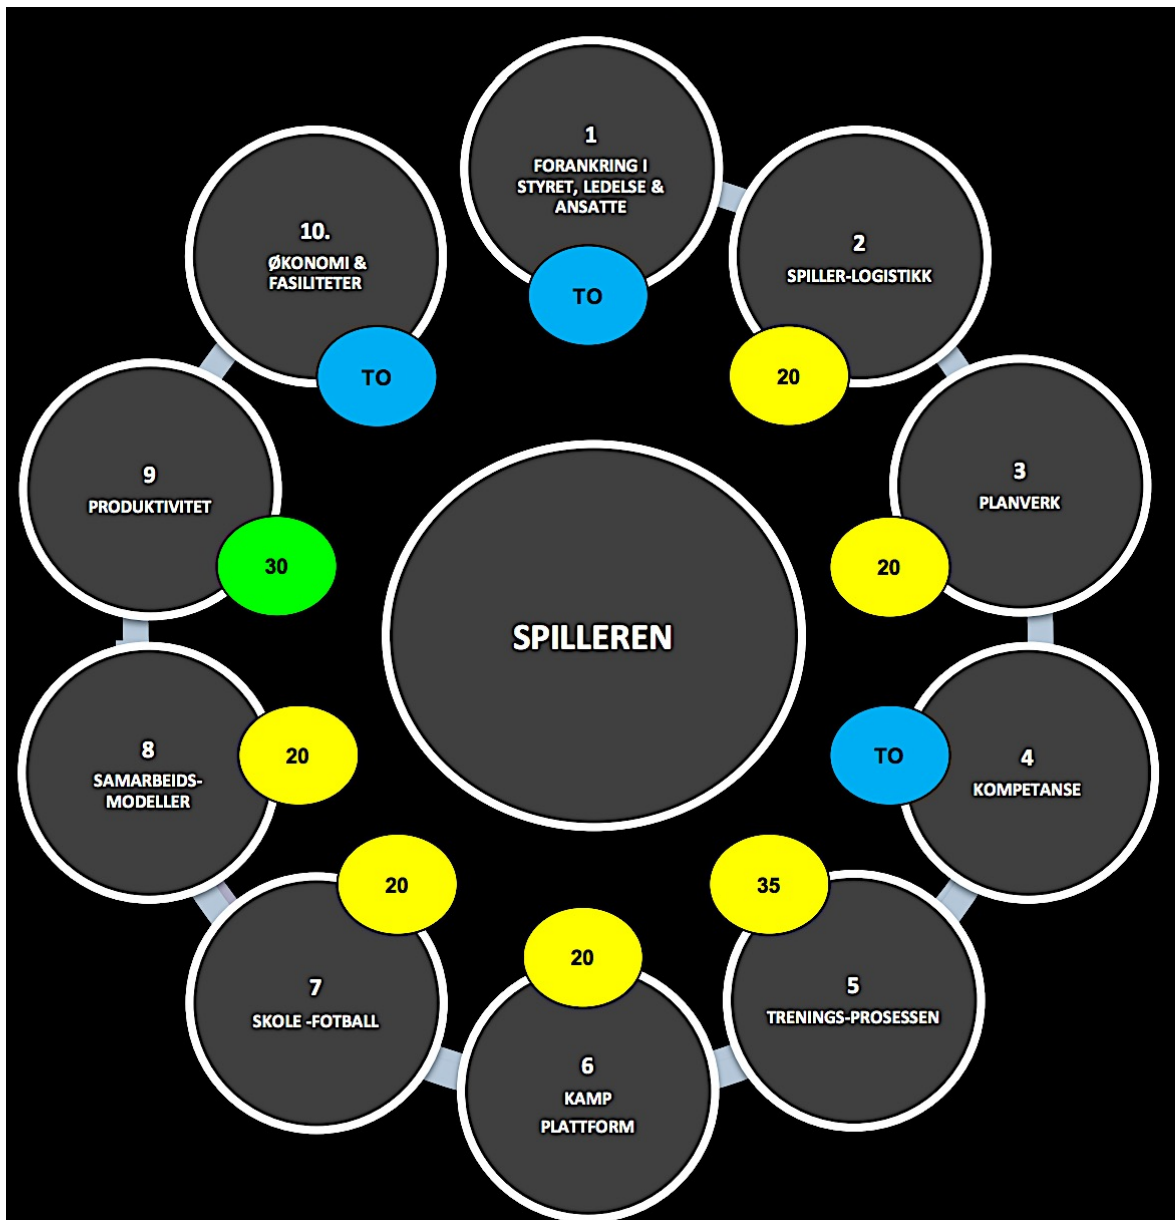 1
FORANKRING I
STYRET, LEDELSE &
ANSATTE
TO
2
SPILLER-LOGISTIKK
20
3
PLANVERK
20
4
KOMPETANSE
TO
5
TRENINGS-PROSESSEN
35
6
KAMP
PLATTFORM
20
7
SKOLE -FOTBALL
20
8
SAMARBEIDS-
MODELLER
20
9
PRODUKTIVITET
30
10.
ØKONOMI &
FASILITETER
TO
SPILLEREN